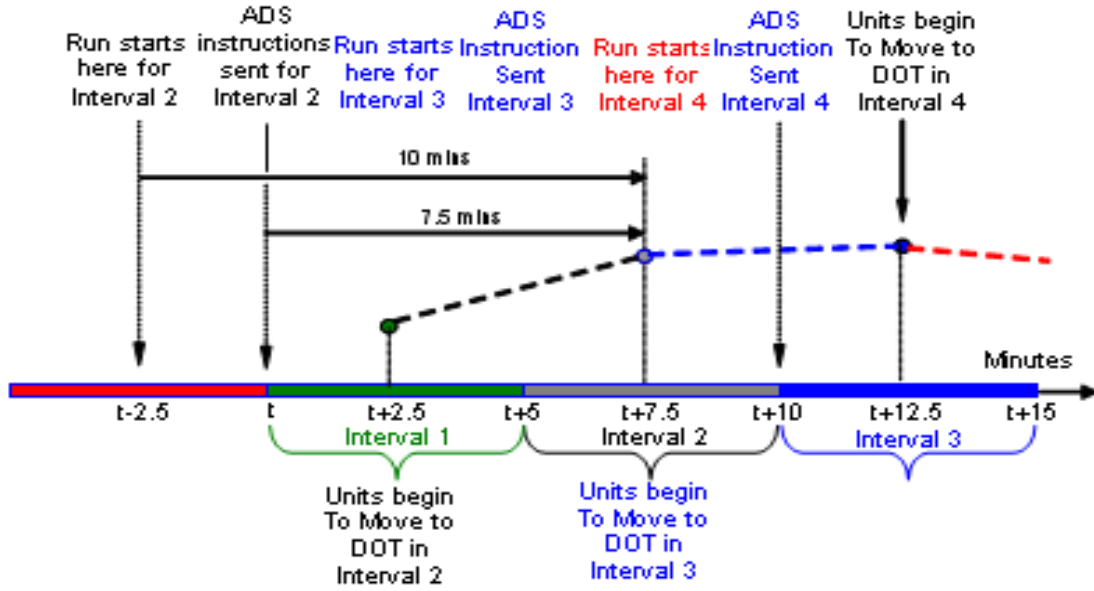 Run starts
here for
Interval 2
ADS
instructions
sent for
Interval 2
Run starts
here for
Interval 3
ADS
Instruction
Sent
Interval 3
Run starts
here for
Interval 4
ADS
Instruction
Sent
Interval 4
Units begin
To Move to
DOT in
Interval 4
10 mins
7.5 mins
Minutes
t-2.5
t
t+2.5
t+5
t+7.5
t+10
t+12.5
t+15
Interval 1
Interval 2
Interval 3
Units begin
To Move to
DOT in
Interval 2
Units begin
To Move to
DOT in
Interval 3